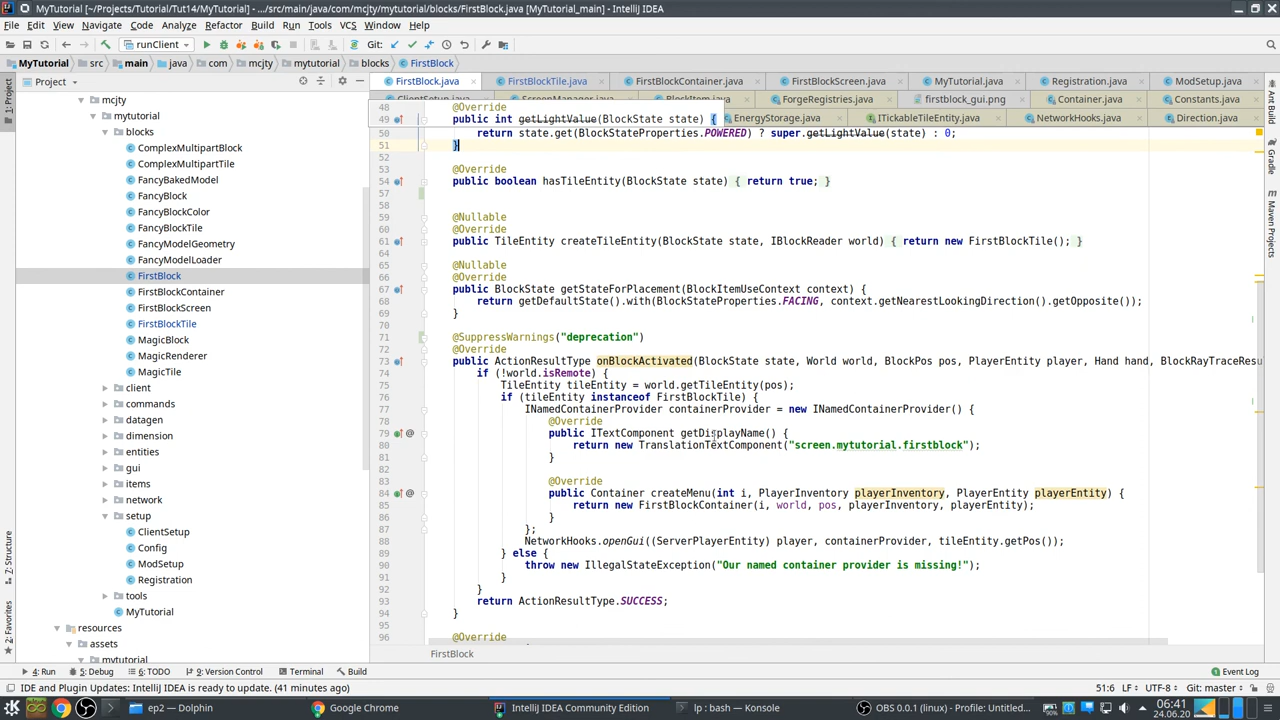 MyTutorial [~/Projects/Tutorial/Tut14/MyTutorial] - .../src/main/java/com/mcjty/mytutorial/blocks/FirstBlock.java [MyTutorial_main] - IntelliJ IDEA
File Edit View Navigate Code Analyze Refactor Build Run Tools VCS Window Help
runClient Git:
MyTutorial src main java com mcjty mytutorial blocks FirstBlock
Project
FirstBlock.java FirstBlockTile.java FirstBlockContainer.java FirstBlockScreen.java MyTutorial.java Registration.java ModSetup.java
ForgeRegistries.java firstblock_gui.png Container.java Constants.java
EnergyStorage.java ITickableTileEntity.java NetworkHooks.java Direction.java
1: Project
7: Structure
2: Favorites
Ant
Gradle
Maven Projects
mcjty
mytutorial
blocks
ComplexMultipartBlock
ComplexMultipartTile
FancyBakedModel
FancyBlock
FancyBlockColor
FancyBlockTile
FancyModelGeometry
FancyModelLoader
FirstBlock
FirstBlockContainer
FirstBlockScreen
FirstBlockTile
MagicBlock
MagicRenderer
MagicTile
client
commands
datagen
dimension
entities
gui
items
network
setup
ClientSetup
Config
ModSetup
Registration
tools
MyTutorial
resources
assets
mytutorial
48 @Override
49 public int getLightValue(BlockState state) {
50 return state.get(BlockStateProperties.POWERED) ? super.getLightValue(state) : 0;
51 }
52
53 @Override
54 public boolean hasTileEntity(BlockState state) { return true; }
57
58
59 @Nullable
60 @Override
61 public TileEntity createTileEntity(BlockState state, IBlockReader world) { return new FirstBlockTile(); }
64
65 @Nullable
66 @Override
67 public BlockState getStateForPlacement(BlockItemUseContext context) {
68 return getDefaultState().with(BlockStateProperties.FACING, context.getNearestLookingDirection().getOpposite());
69 }
70
71 @SuppressWarnings("deprecation")
72 @Override
73 public ActionResultType onBlockActivated(BlockState state, World world, BlockPos pos, PlayerEntity player, Hand hand, BlockRayTraceResu
74 if (!world.isRemote) {
75 TileEntity tileEntity = world.getTileEntity(pos);
76 if (tileEntity instanceof FirstBlockTile) {
77 INamedContainerProvider containerProvider = new INamedContainerProvider() {
78 @Override
79 public ITextComponent getDisplayName() {
80 return new TranslationTextComponent("screen.mytutorial.firstblock");
81 }
82
83 @Override
84 public Container createMenu(int i, PlayerInventory playerInventory, PlayerEntity playerEntity) {
85 return new FirstBlockContainer(i, world, pos, playerInventory, playerEntity);
86 }
87 };
88 NetworkHooks.openGui((ServerPlayerEntity) player, containerProvider, tileEntity.getPos());
89 } else {
90 throw new IllegalStateException("Our named container provider is missing!");
91 }
92 }
93 return ActionResultType.SUCCESS;
94 }
95
96 @Override
FirstBlock
4: Run 5: Debug 6: TODO 9: Version Control Terminal Build Event Log
IDE and Plugin Updates: IntelliJ IDEA is ready to update. (41 minutes ago) 51:6 LF UTF-8 Git: master
ep2 — Dolphin Google Chrome IntelliJ IDEA Community Edition lp : bash — Konsole OBS 0.0.1 (linux) - Profile: Untitled... 06:41
24.06.20